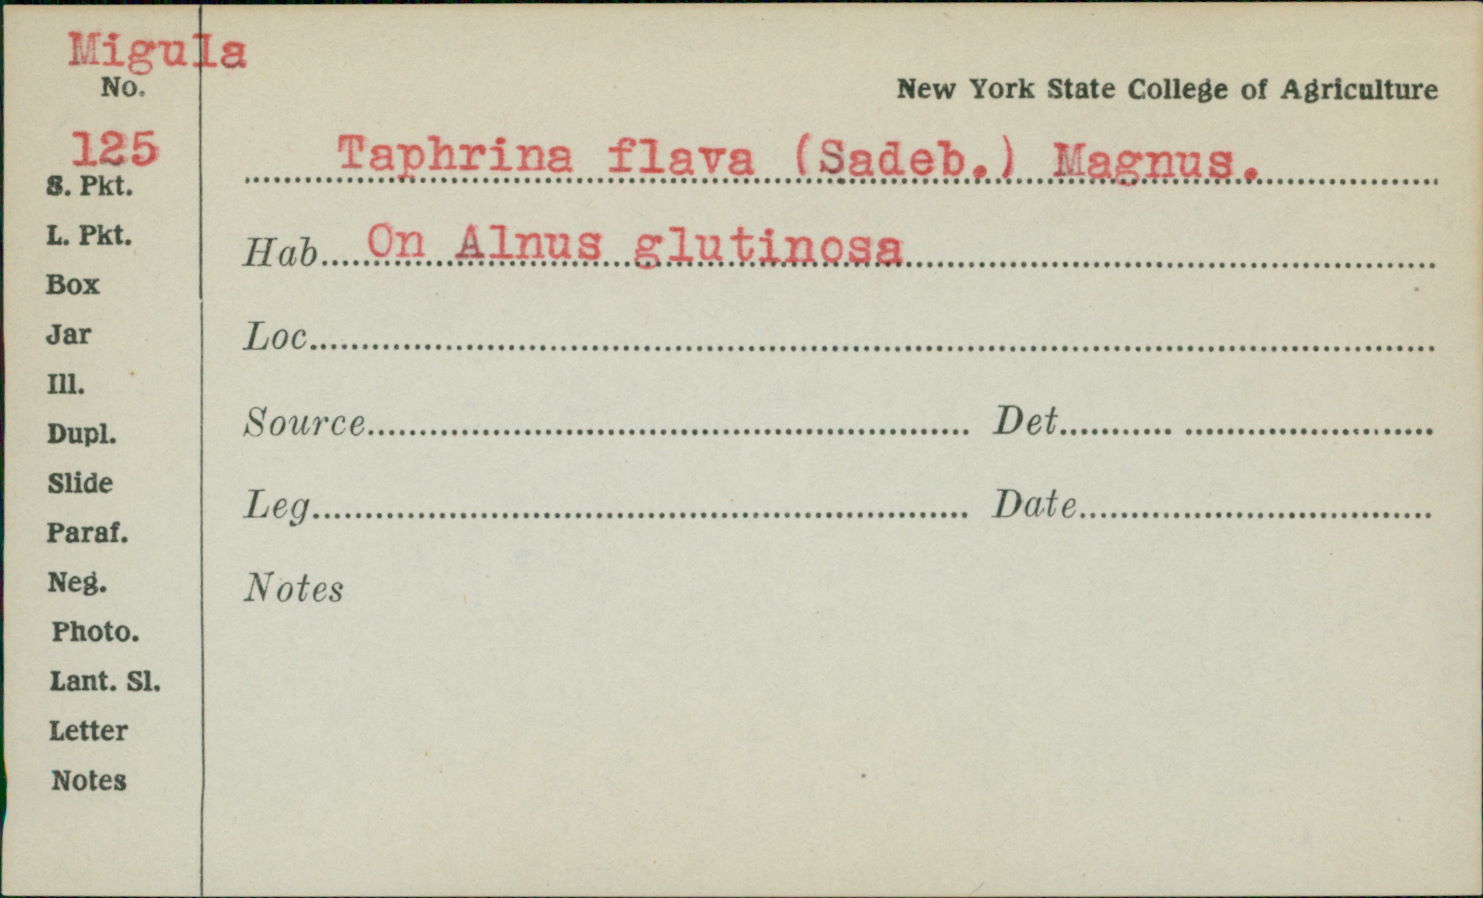 Migula
No.
New York State College of Agriculture
125
Taphrina flava (Sadeb.) Magnus.
S. Pkt.
L. Pkt.
Hab. On Alnus glutinosa
Box
Jar
Loc.
Ill.
Dupl.
Source
Det.
Slide
Leg.
Date
Paraf.
Neg.
Notes
Photo.
Lant. Sl.
Letter
Notes